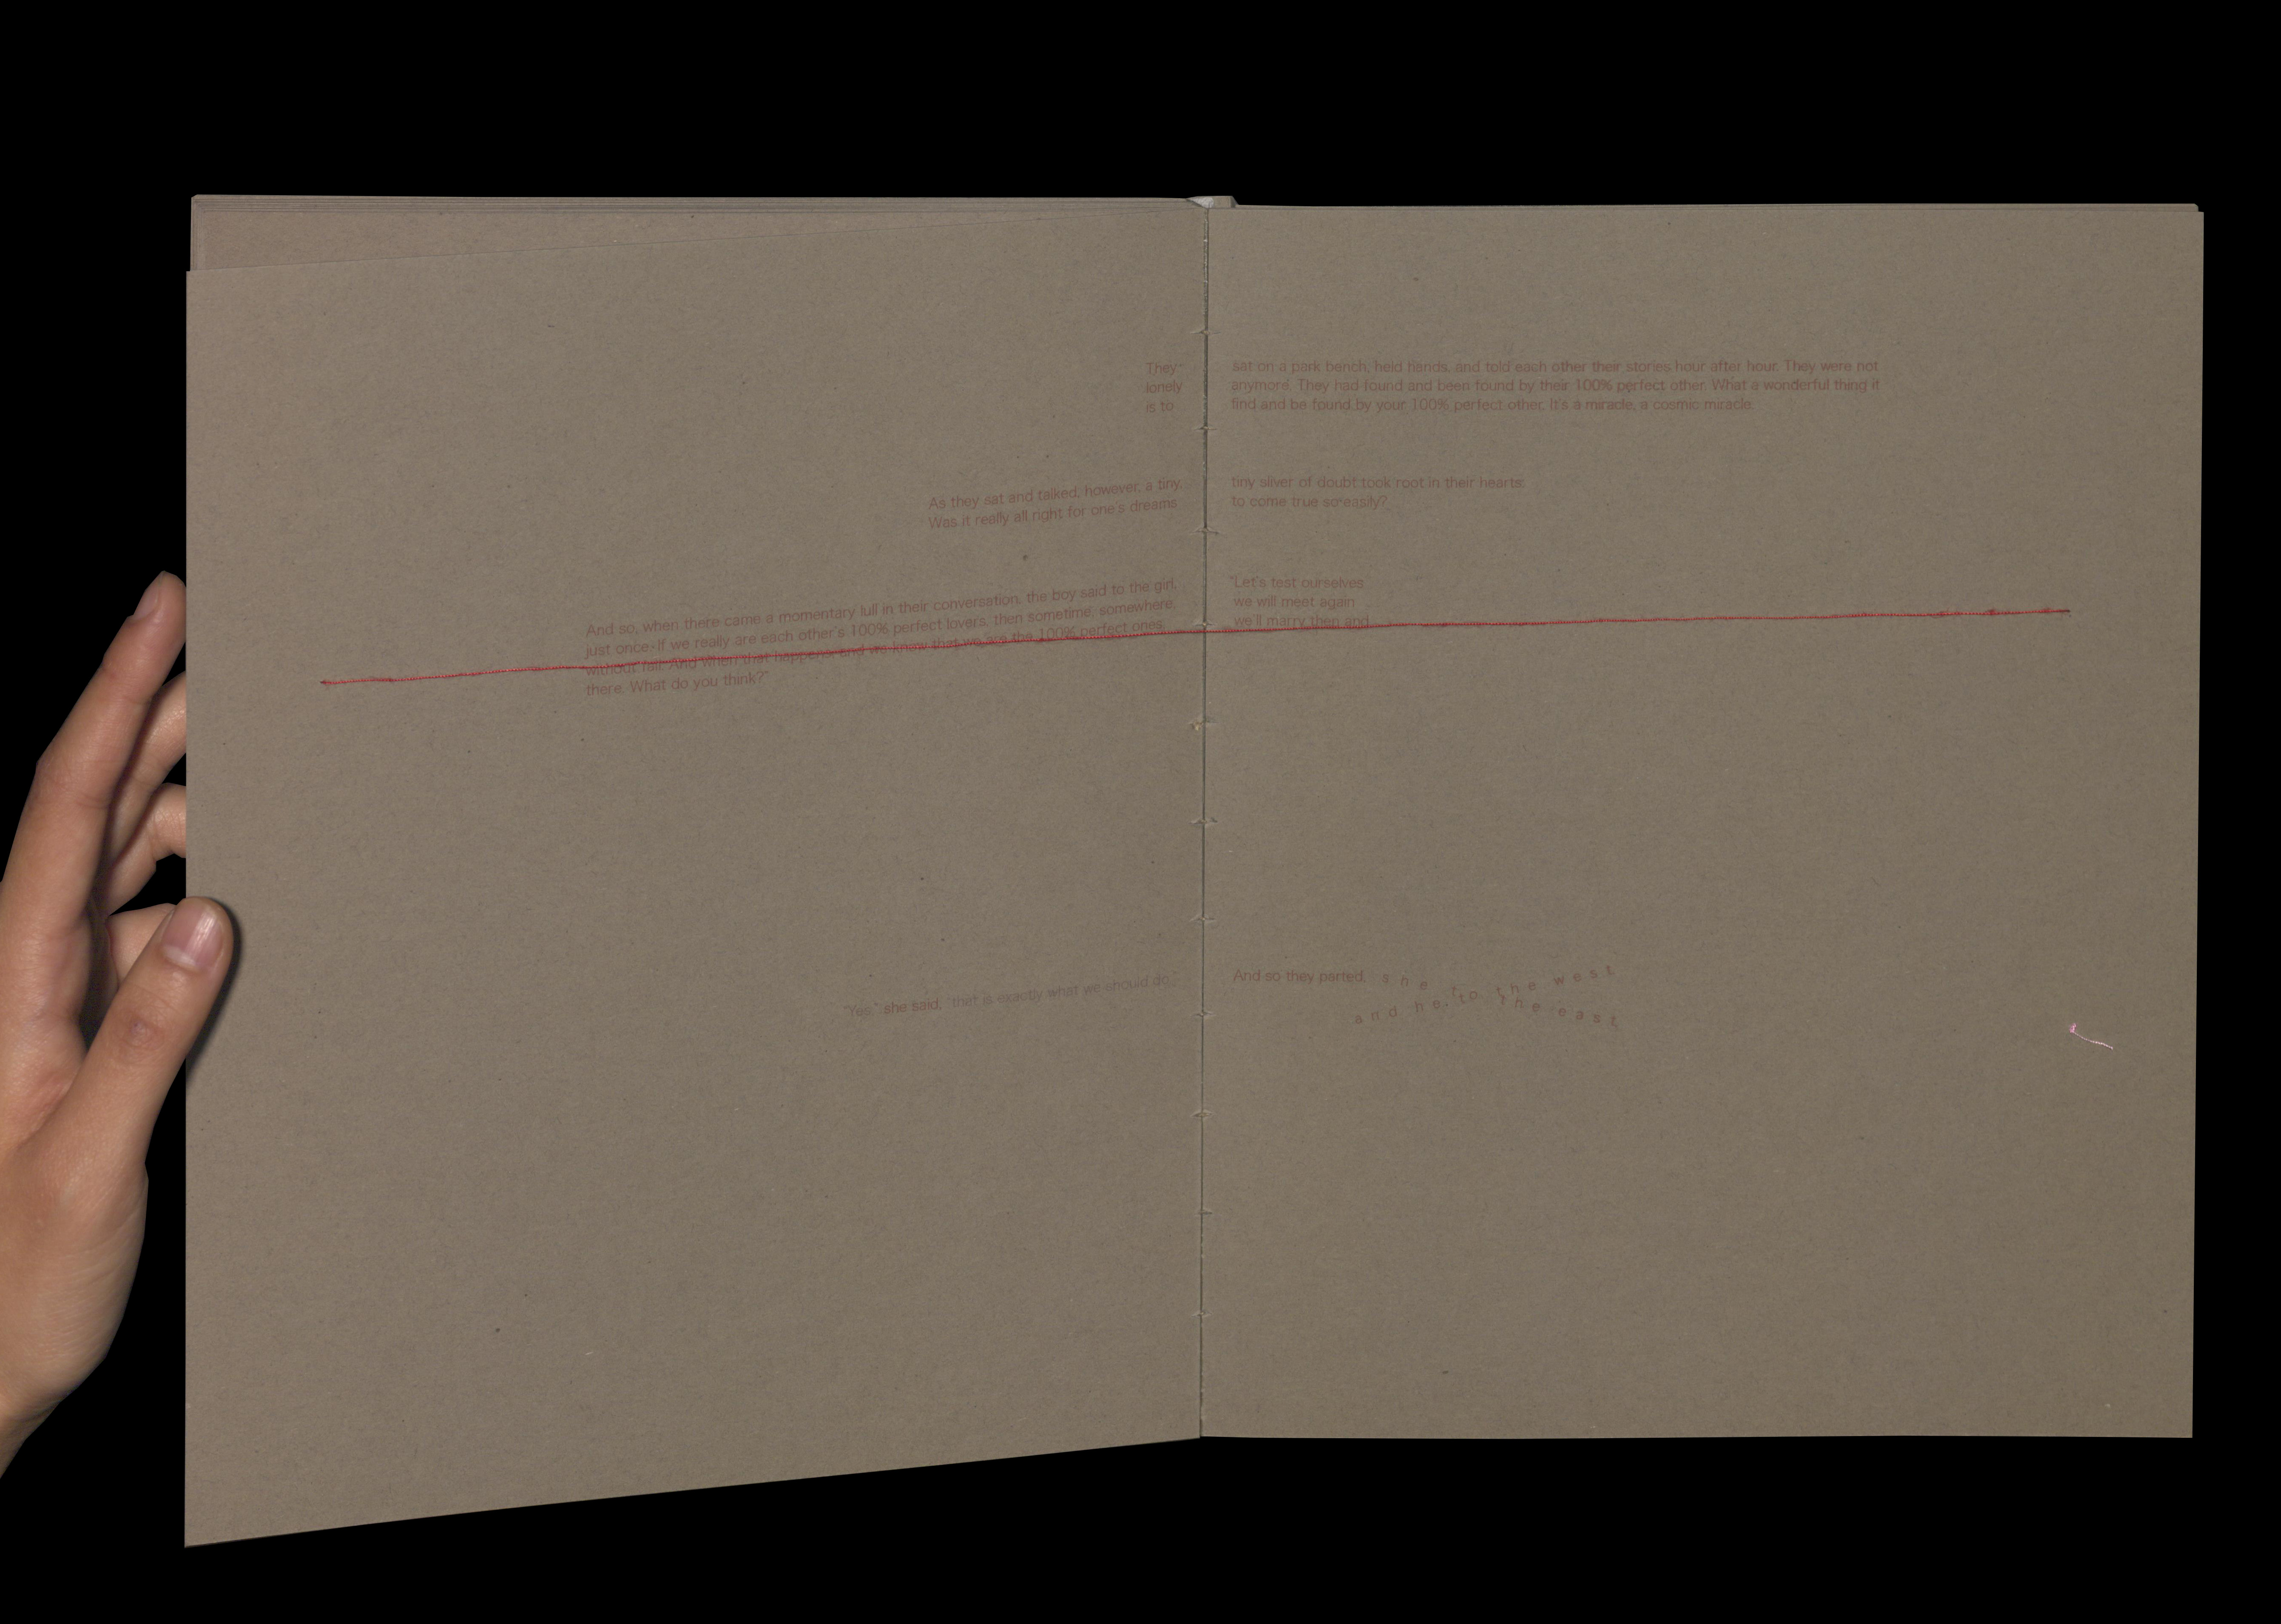 They sat on a park bench, held hands, and told each other their stories hour after hour. They were not
lonely anymore. They had found and been found by their 100% perfect other. What a wonderful thing it
is to find and be found by your 100% perfect other. It's a miracle, a cosmic miracle.
As they sat and talked, however, a tiny, tiny sliver of doubt took root in their hearts:
Was it really all right for one's dreams to come true so easily?
And so, when there came a momentary lull in their conversation, the boy said to the girl, "Let's test ourselves
just once. If we really are each other's 100% perfect lovers, then sometime, somewhere, we will meet again
without fail. And when that happens, and we know that we are the 100% perfect ones, we'll marry then and
there. What do you think?"
"Yes," she said, "that is exactly what we should do."
And so they parted, she to the west
and he to the east